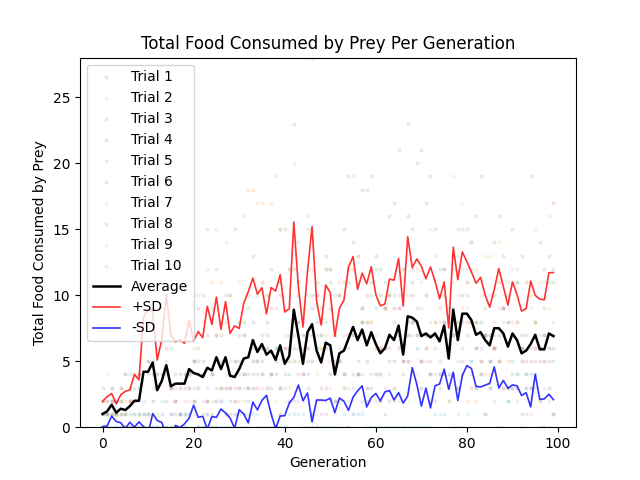 Total Food Consumed by Prey Per Generation
Total Food Consumed by Prey
25
20
15
10
5
0
Trial 1
Trial 2
Trial 3
Trial 4
Trial 5
Trial 6
Trial 7
Trial 8
Trial 9
Trial 10
Average
+SD
-SD
0 20 40 60 80 100
Generation